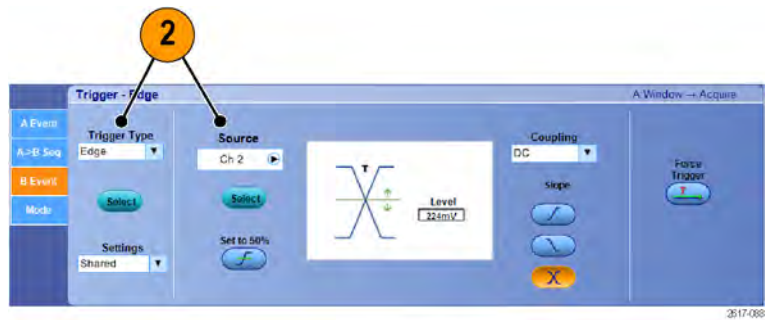 2
Trigger - Edge
A Window → Acquire
A Event
A->B Seq
B Event
Mode
Trigger Type
Edge
Select
Settings
Shared
Source
Ch 2
Select
Set to 50%
T
Level
224mV
Coupling
DC
Slope
X
Force
Trigger
T
2617-088